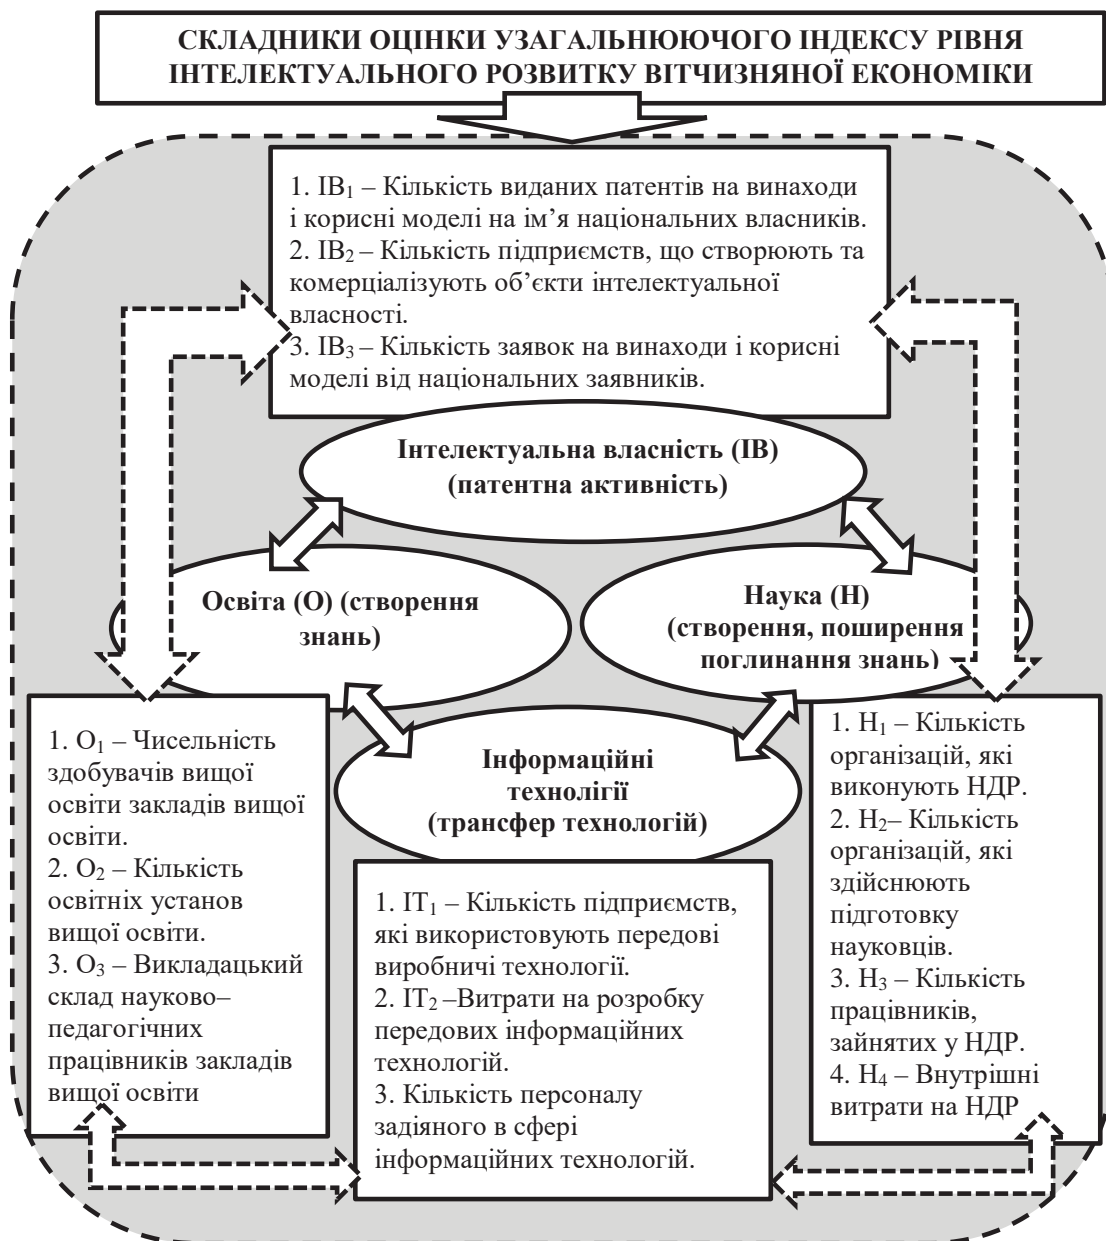 СКЛАДНИКИ ОЦІНКИ УЗАГАЛЬНЮЮЧОГО ІНДЕКСУ РІВНЯ
ІНТЕЛЕКТУАЛЬНОГО РОЗВИТКУ ВІТЧИЗНЯНОЇ ЕКОНОМІКИ
1. ІВ₁ – Кількість виданих патентів на винаходи
і корисні моделі на ім’я національних власників.
2. ІВ₂ – Кількість підприємств, що створюють та
комерціалізують об’єкти інтелектуальної
власності.
3. ІВ₃ – Кількість заявок на винаходи і корисні
моделі від національних заявників.
Інтелектуальна власність (ІВ)
(патентна активність)
Освіта (О) (створення
знань)
Наука (Н)
(створення, поширення
поглинання знань)
Інформаційні
технолігії
(трансфер технологій)
1. О₁ – Чисельність
здобувачів вищої
освіти закладів вищої
освіти.
2. О₂ – Кількість
освітніх установ
вищої освіти.
3. О₃ – Викладацький
склад науково–
педагогічних
працівників закладів
вищої освіти
1. ІТ₁ – Кількість підприємств,
які використовують передові
виробничі технології.
2. ІТ₂ –Витрати на розробку
передових інформаційних
технологій.
3. Кількість персоналу
задіяного в сфері
інформаційних технологій.
1. Н₁ – Кількість
організацій, які
виконують НДР.
2. Н₂– Кількість
організацій, які
здійснюють
підготовку
науковців.
3. Н₃ – Кількість
працівників,
зайнятих у НДР.
4. Н₄ – Внутрішні
витрати на НДР